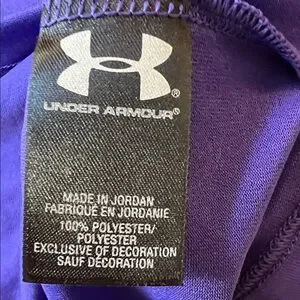 UNDER ARMOUR®
MADE IN JORDAN
FABRIQUÉ EN JORDANIE
100% POLYESTER/
POLYESTER
EXCLUSIVE OF DECORATION
SAUF DÉCORATION